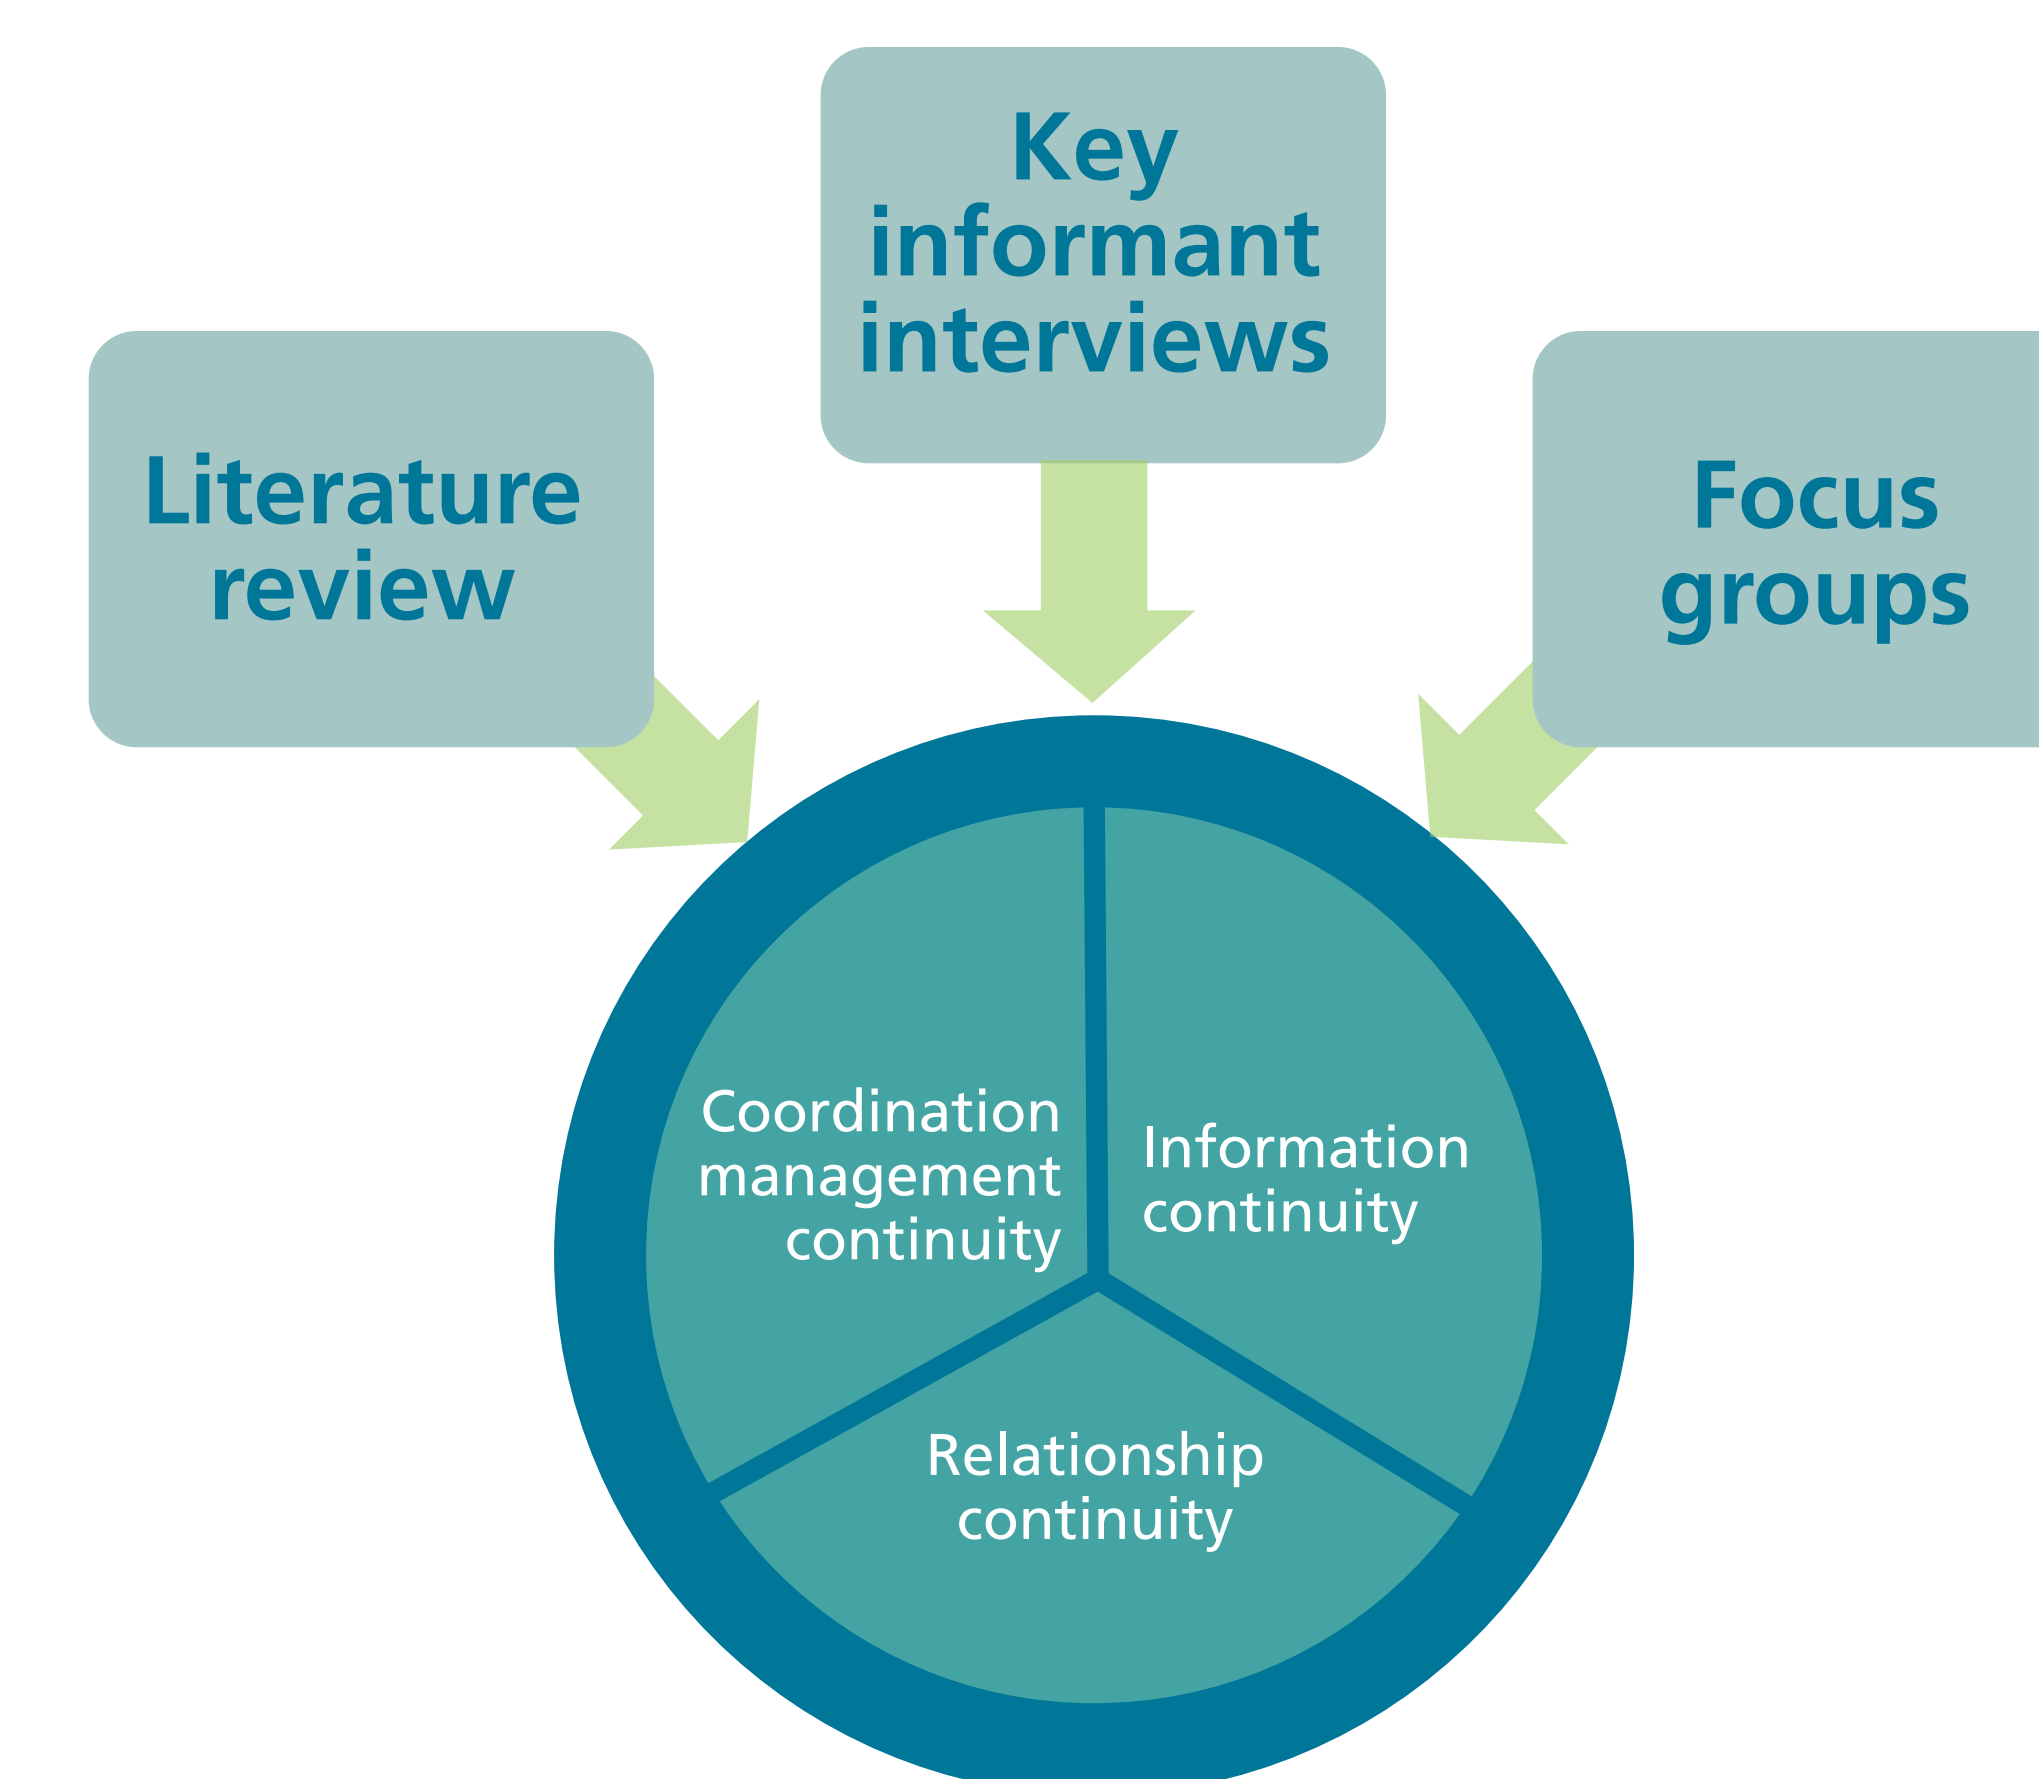 Key
informant
interviews
Literature
review
Focus
groups
Coordination
management
continuity
Information
continuity
Relationship
continuity